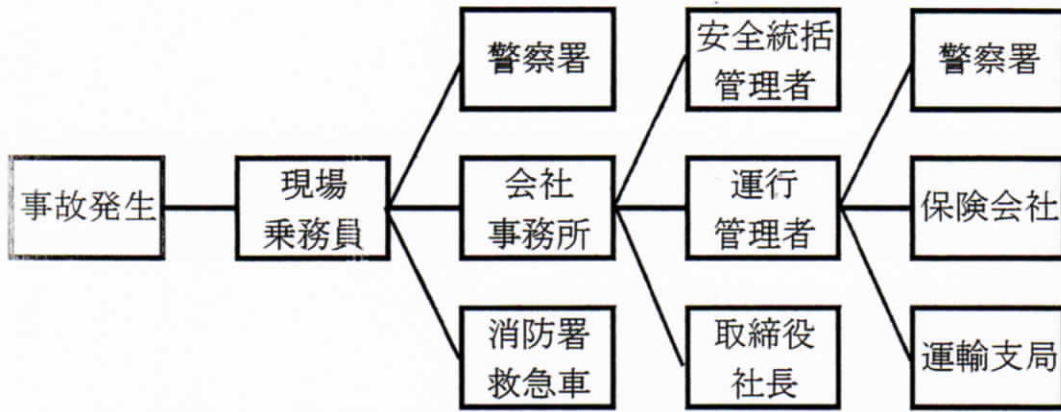 事故発生
現場
乗務員
警察署
会社
事務所
消防署
救急車
安全統括
管理者
運行
管理者
取締役
社長
警察署
保険会社
運輸支局